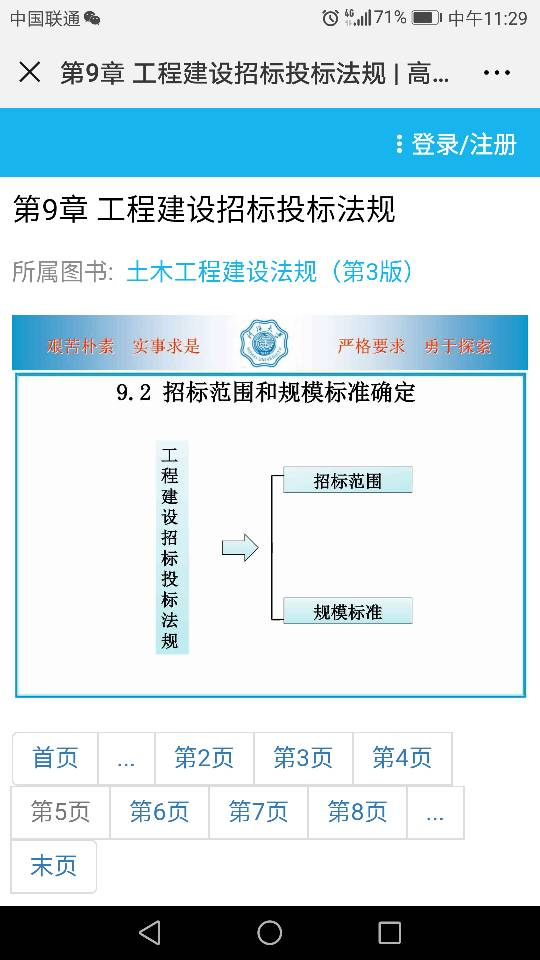 中国联通
4G 71% 中午11:29
第9章 工程建设招标投标法规 | 高...
登录/注册
第9章 工程建设招标投标法规
所属图书: 土木工程建设法规（第3版）
艰苦朴素 实事求是 严格要求 勇于探索
9.2 招标范围和规模标准确定
工程建设招标投标法规
招标范围
规模标准
首页 ... 第2页 第3页 第4页
第5页 第6页 第7页 第8页 ...
末页